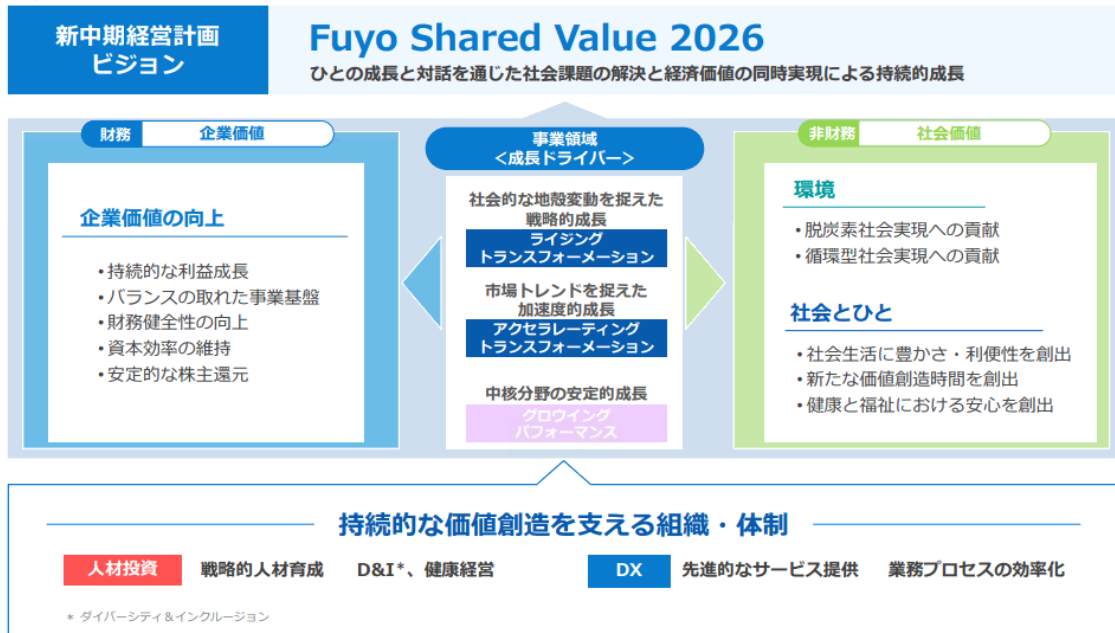 新中期経営計画
ビジョン
Fuyo Shared Value 2026
ひとの成長と対話を通じた社会課題の解決と経済価値の同時実現による持続的成長
財務 企業価値
企業価値の向上
・持続的な利益成長
・バランスの取れた事業基盤
・財務健全性の向上
・資本効率の維持
・安定的な株主還元
事業領域
<成長ドライバー>
社会的な地殻変動を捉えた
戦略的成長
ライジング
トランスフォーメーション
市場トレンドを捉えた
加速度的成長
アクセラレーティング
トランスフォーメーション
中核分野の安定的成長
グロウイング
パフォーマンス
非財務 社会価値
環境
・脱炭素社会実現への貢献
・循環型社会実現への貢献
社会とひと
・社会生活に豊かさ・利便性を創出
・新たな価値創造時間を創出
・健康と福祉における安心を創出
持続的な価値創造を支える組織・体制
人材投資 戦略的人材育成 D&I*、健康経営
DX 先進的なサービス提供 業務プロセスの効率化
* ダイバーシティ&インクルージョン